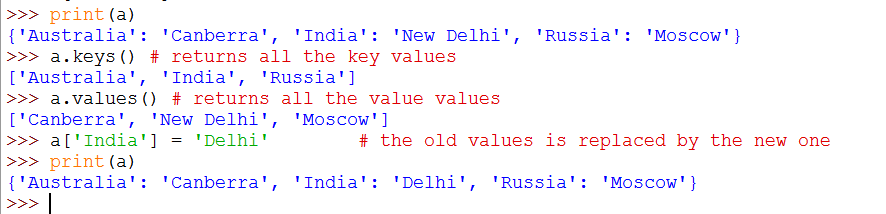 >>> print(a)
{'Australia': 'Canberra', 'India': 'New Delhi', 'Russia': 'Moscow'}
>>> a.keys() # returns all the key values
['Australia', 'India', 'Russia']
>>> a.values() # returns all the value values
['Canberra', 'New Delhi', 'Moscow']
>>> a['India'] = 'Delhi'         # the old values is replaced by the new one
>>> print(a)
{'Australia': 'Canberra', 'India': 'Delhi', 'Russia': 'Moscow'}
>>>